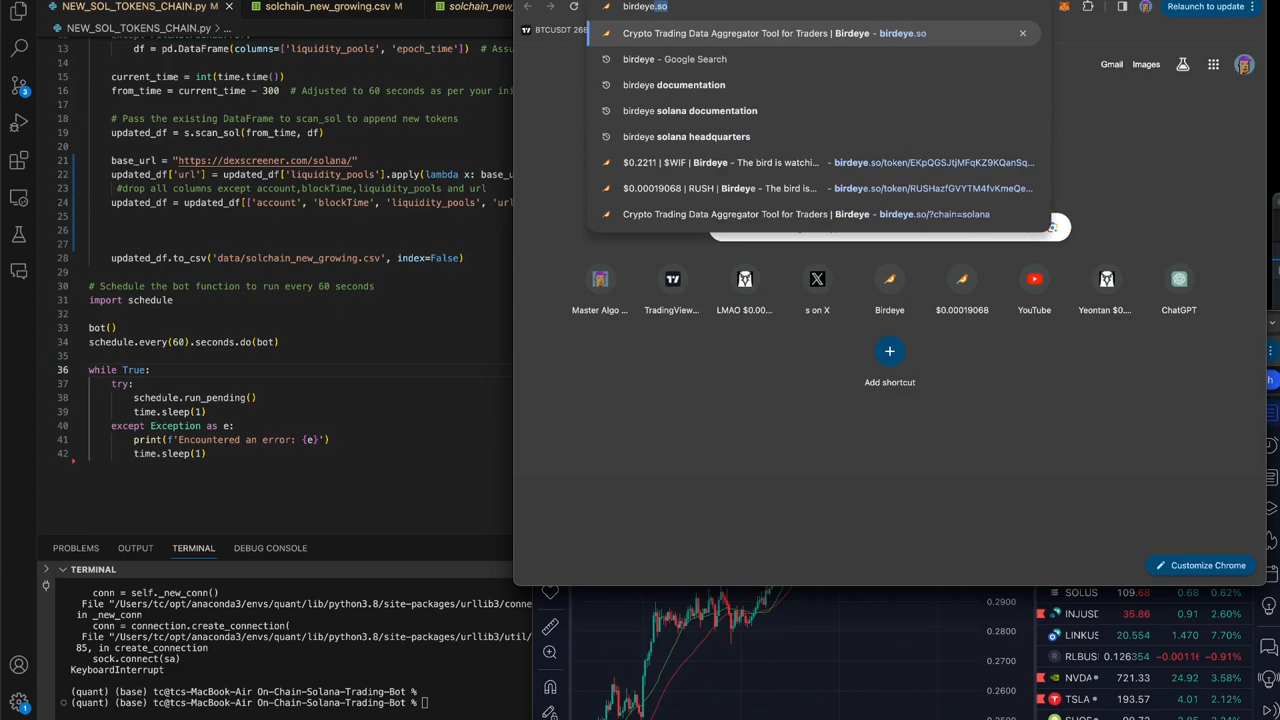 NEW_SOL_TOKENS_CHAIN.py
solchain_new_growing.csv M
solchain_new_
NEW_SOL_TOKENS_CHAIN.py > ...
13 df = pd.DataFrame(columns=['liquidity_pools', 'epoch_time']) # Assu
14
15 current_time = int(time.time())
16 from_time = current_time - 300 # Adjusted to 60 seconds as per your ini
17
18 # Pass the existing DataFrame to scan_sol to append new tokens
19 updated_df = s.scan_sol(from_time, df)
20
21 base_url = "https://dexscreener.com/solana/"
22 updated_df['url'] = updated_df['liquidity_pools'].apply(lambda x: base_
23 #drop all columns except account,blockTime,liquidity_pools and url
24 updated_df = updated_df[['account', 'blockTime', 'liquidity_pools', 'ur
25
26
27
28 updated_df.to_csv('data/solchain_new_growing.csv', index=False)
29
30 # Schedule the bot function to run every 60 seconds
31 import schedule
32
33 bot()
34 schedule.every(60).seconds.do(bot)
35
36 while True:
37 try:
38 schedule.run_pending()
39 time.sleep(1)
40 except Exception as e:
41 print(f'Encountered an error: {e}')
42 time.sleep(1)
3
PROBLEMS OUTPUT TERMINAL DEBUG CONSOLE
TERMINAL
conn = self._new_conn()
File "/Users/tc/opt/anaconda3/envs/quant/lib/python3.8/site-packages/urllib3/conne
in _new_conn
conn = connection.create_connection(
File "/Users/tc/opt/anaconda3/envs/quant/lib/python3.8/site-packages/urllib3/util/
85, in create_connection
sock.connect(sa)
KeyboardInterrupt
(quant) (base) tc@tcs-MacBook-Air On-Chain-Solana-Trading-Bot %
(quant) (base) tc@tcs-MacBook-Air On-Chain-Solana-Trading-Bot %
birdeye.so
Relaunch to update
BTCUSDT 268
Crypto Trading Data Aggregator Tool for Traders | Birdeye - birdeye.so
birdeye - Google Search
birdeye documentation
birdeye solana documentation
birdeye solana headquarters
$0.2211 | $WIF | Birdeye - The bird is watchi... - birdeye.so/token/EKpQGSJtjMFqKZ9KQanSq...
$0.00019068 | RUSH | Birdeye - The bird is... - birdeye.so/token/RUSHazfGVYTM4fvKmeQe...
Crypto Trading Data Aggregator Tool for Traders | Birdeye - birdeye.so/?chain=solana
Gmail Images
Master Algo ...
TradingView...
LMAO $0.00...
s on X
Birdeye
$0.00019068
YouTube
Yeontan $0....
ChatGPT
Add shortcut
Customize Chrome
0.2900
0.2800
0.2700
0.2600
SOLUS 109.68 0.68 0.62%
INJUSD 35.86 0.91 2.60%
LINKUS 20.554 1.470 7.70%
RLBUS 0.126354 −0.00116 −0.91%
NVDA 721.33 24.92 3.58%
TSLA 193.57 4.01 2.12%